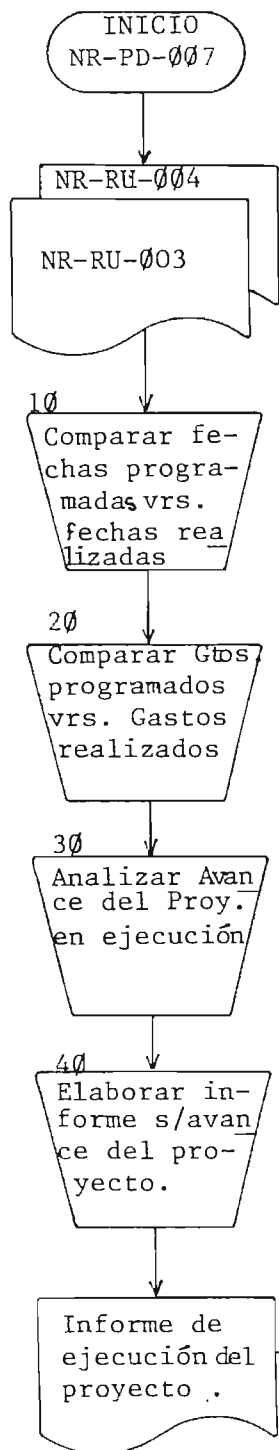 INICIO
NR-PD-ØØ7
NR-RU-ØØ4
NR-RU-ØO3
1Ø
Comparar fe-
chas progra-
madas vrs.
fechas rea
lizadas
2Ø
Comparar Gtos.
programados
vrs. Gastos
realizados
3Ø
Analizar Avan
ce del Proy.
en ejecución
4Ø
Elaborar in-
forme s/avan
ce del pro-
yecto.
Informe de
ejecución del
proyecto .